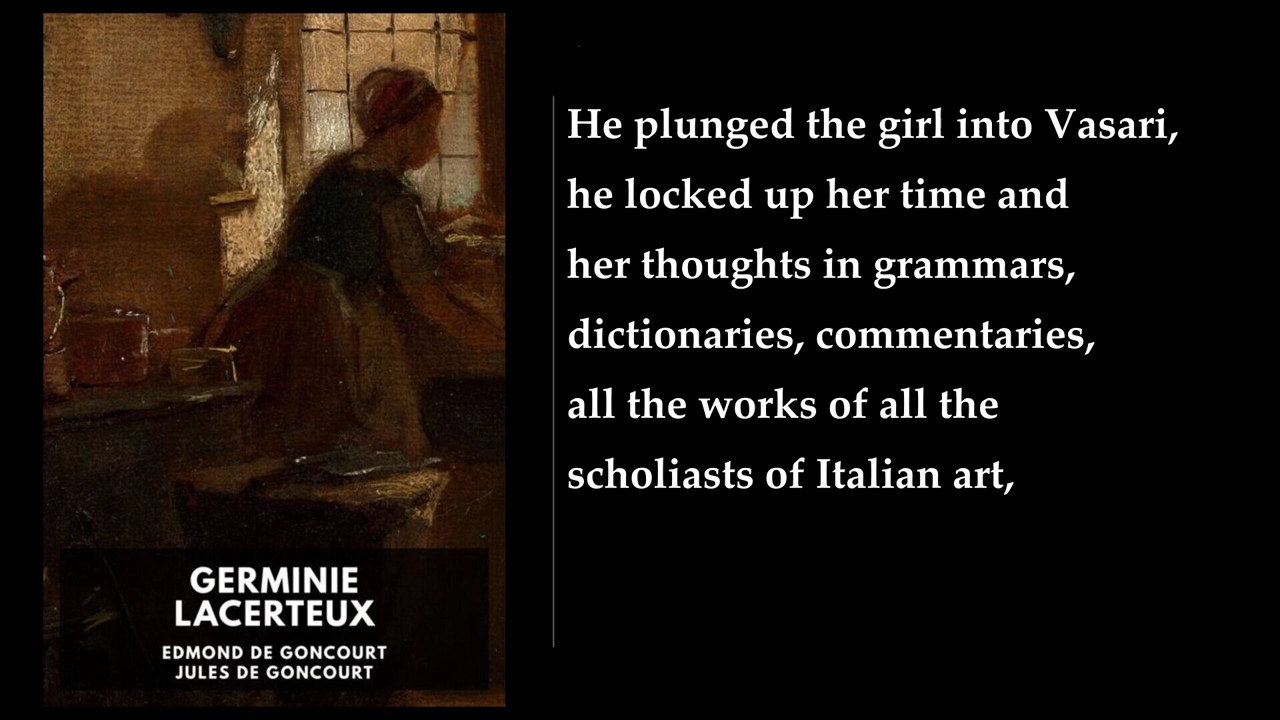 He plunged the girl into Vasari,
he locked up her time and
her thoughts in grammars,
dictionaries, commentaries,
all the works of all the
scholiasts of Italian art,
GERMINIE
LACERTEUX
EDMOND DE GONCOURT
JULES DE GONCOURT